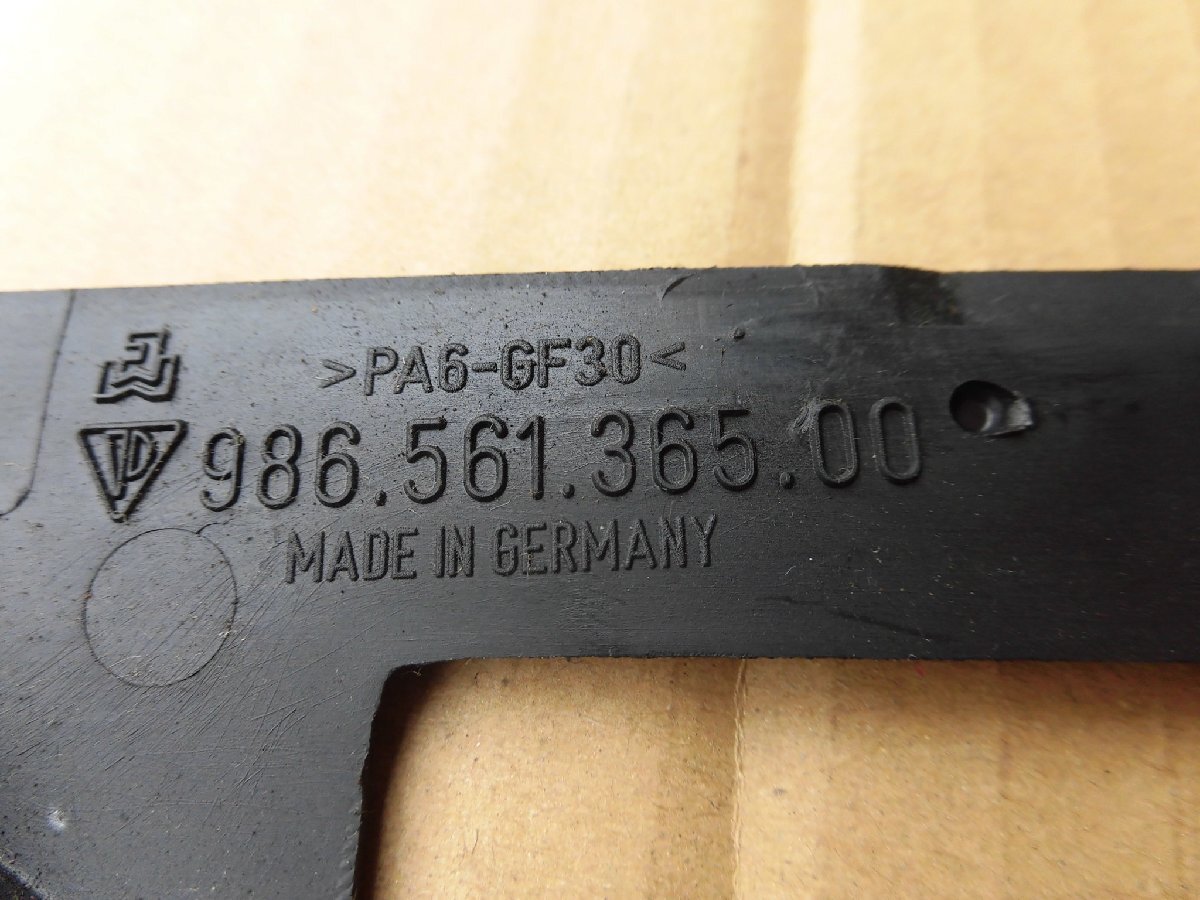 >PA6-GF30<
986.561.365.00
MADE IN GERMANY